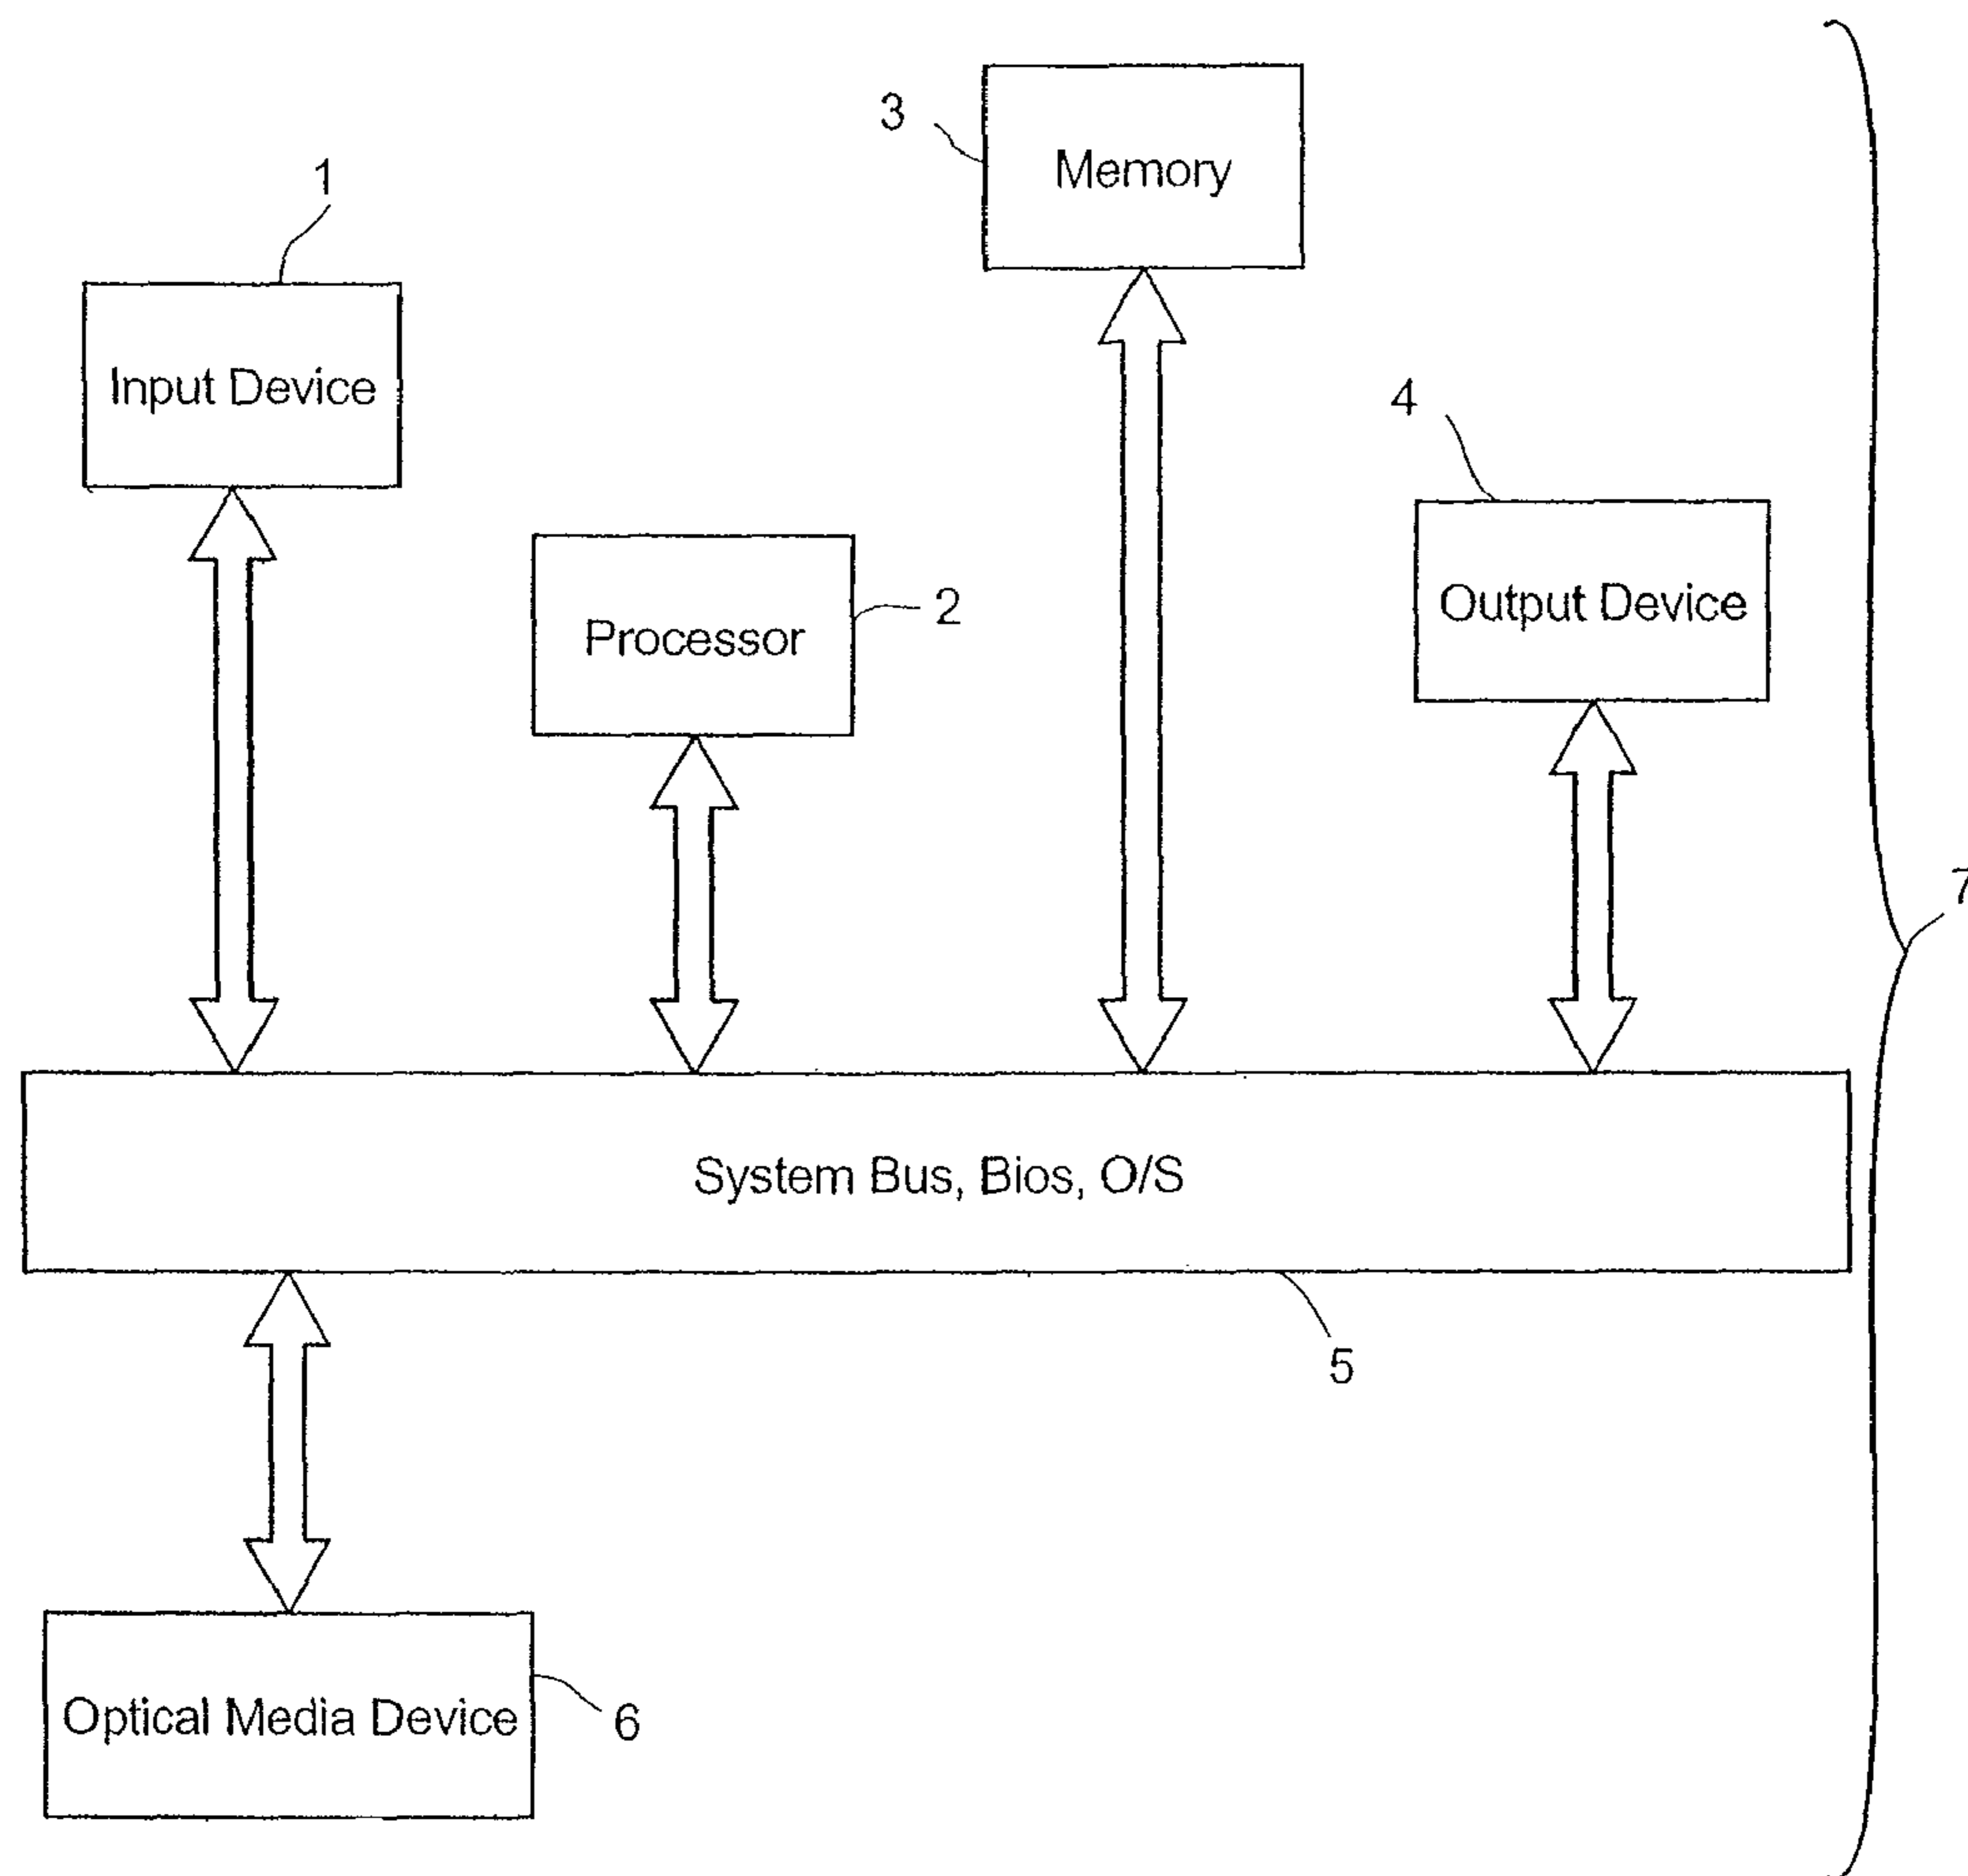 3
Memory
1
Input Device
4
2
Processor
Output Device
7
System Bus, Bios, O/S
5
Optical Media Device
6